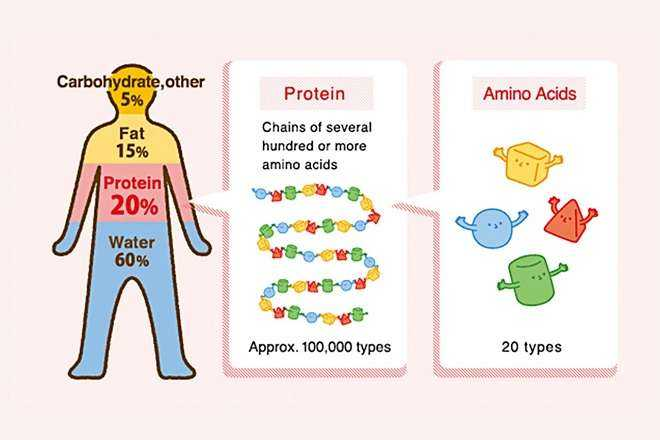 Carbohydrate,other
5%
Fat
15%
Protein
20%
Water
60%
Protein
Chains of several
hundred or more
amino acids
Approx. 100,000 types
Amino Acids
20 types